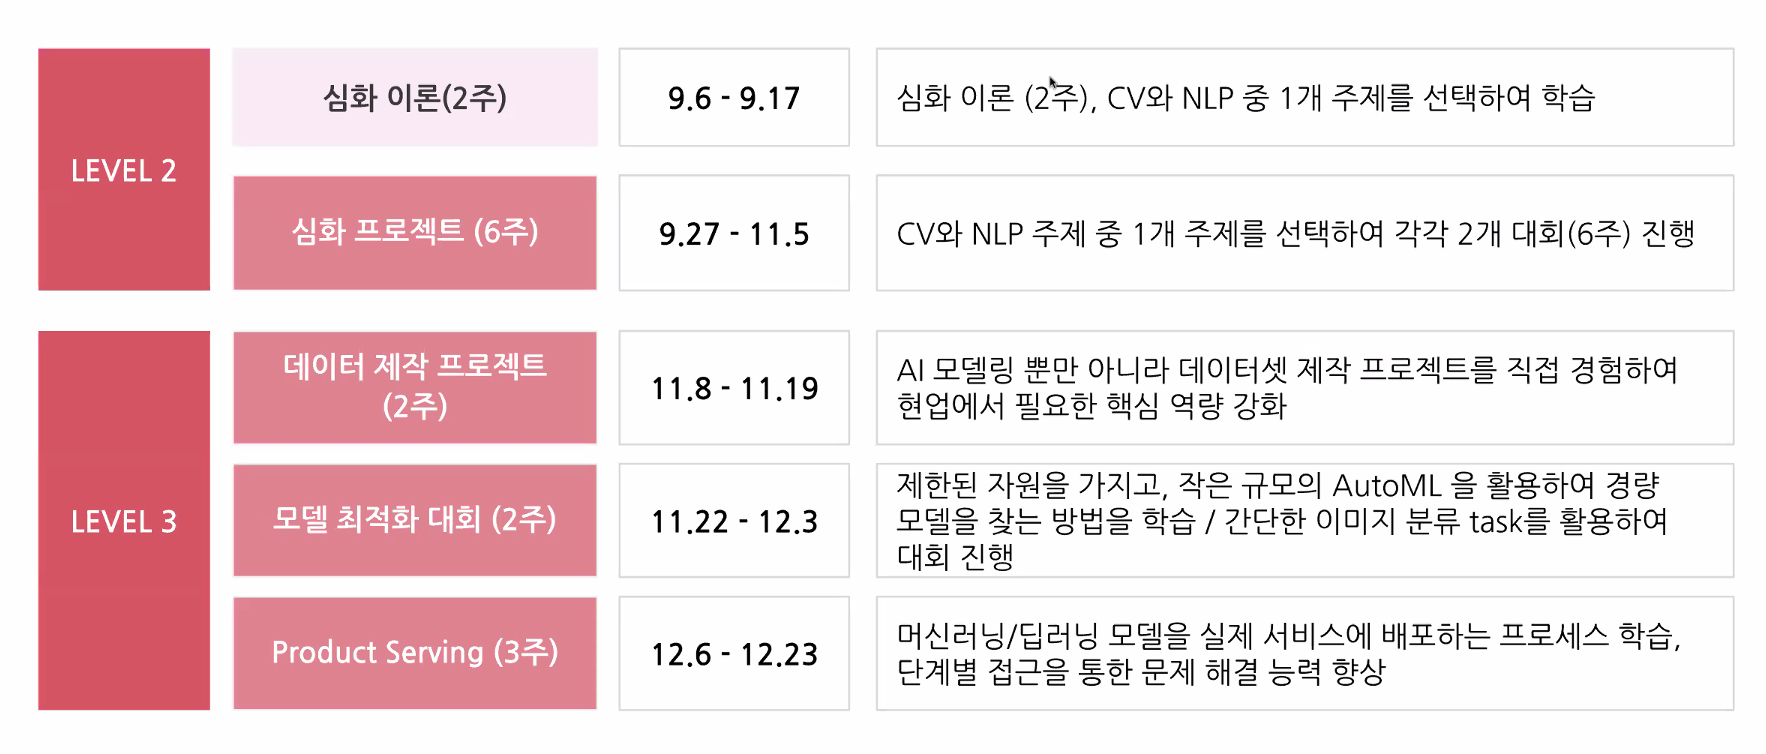 LEVEL 2
심화 이론(2주)
9.6 - 9.17
심화 이론 (2주), CV와 NLP 중 1개 주제를 선택하여 학습
심화 프로젝트 (6주)
9.27 - 11.5
CV와 NLP 주제 중 1개 주제를 선택하여 각각 2개 대회(6주) 진행
LEVEL 3
데이터 제작 프로젝트
(2주)
11.8 - 11.19
AI 모델링 뿐만 아니라 데이터셋 제작 프로젝트를 직접 경험하여
현업에서 필요한 핵심 역량 강화
모델 최적화 대회 (2주)
11.22 - 12.3
제한된 자원을 가지고, 작은 규모의 AutoML 을 활용하여 경량
모델을 찾는 방법을 학습 / 간단한 이미지 분류 task를 활용하여
대회 진행
Product Serving (3주)
12.6 - 12.23
머신러닝/딥러닝 모델을 실제 서비스에 배포하는 프로세스 학습,
단계별 접근을 통한 문제 해결 능력 향상